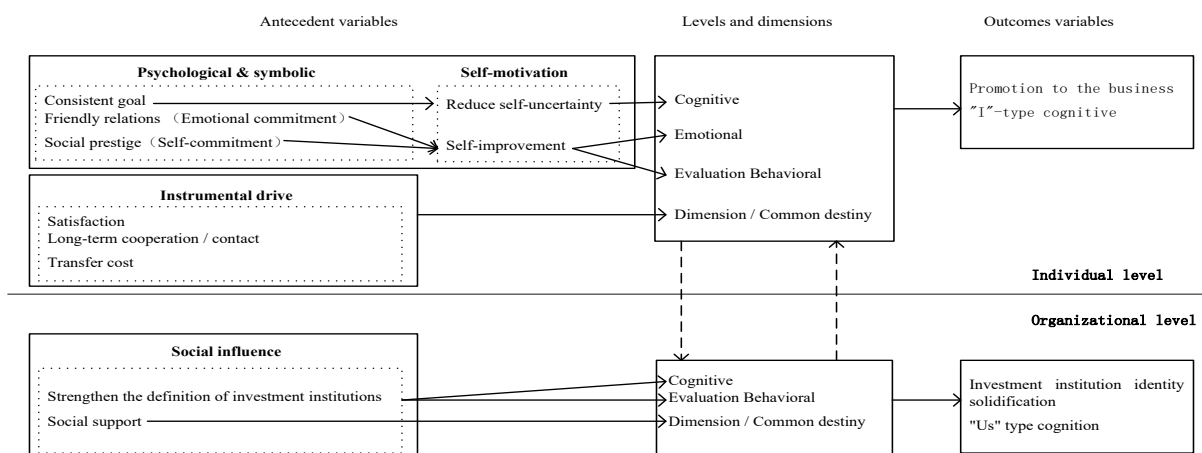 Antecedent variables
Levels and dimensions
Outcomes variables
Psychological & symbolic
Self-motivation
Consistent goal
Friendly relations （Emotional commitment）
Social prestige（Self-commitment）
Reduce self-uncertainty
Self-improvement
Cognitive
Emotional
Evaluation Behavioral
Dimension / Common destiny
Promotion to the business
"I"-type cognitive
Instrumental drive
Satisfaction
Long-term cooperation / contact
Transfer cost
Individual level
Organizational level
Social influence
Strengthen the definition of investment institutions
Social support
Cognitive
Evaluation Behavioral
Dimension / Common destiny
Investment institution identity
solidification
"Us" type cognition